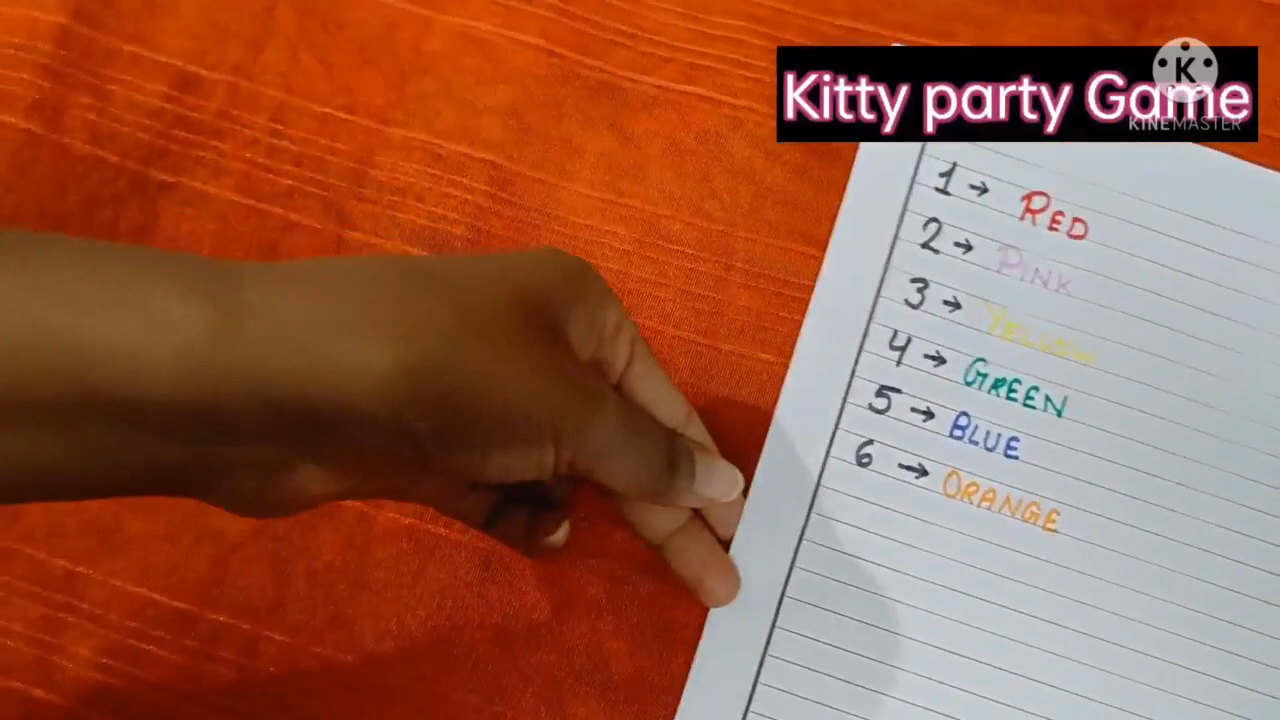 Kitty party Game
K
KINEMASTER
1 → RED
2 → PINK
3 → YELLOW
4 → GREEN
5 → BLUE
6 → ORANGE